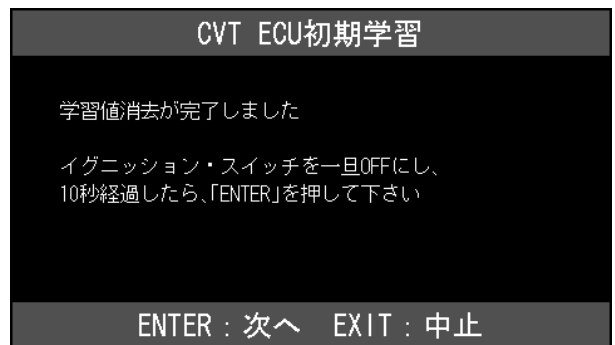 CVT ECU初期学習
学習値消去が完了しました
イグニッション・スイッチを一旦OFFにし、
10秒経過したら、｢ENTER｣を押して下さい
ENTER：次へ　EXIT：中止